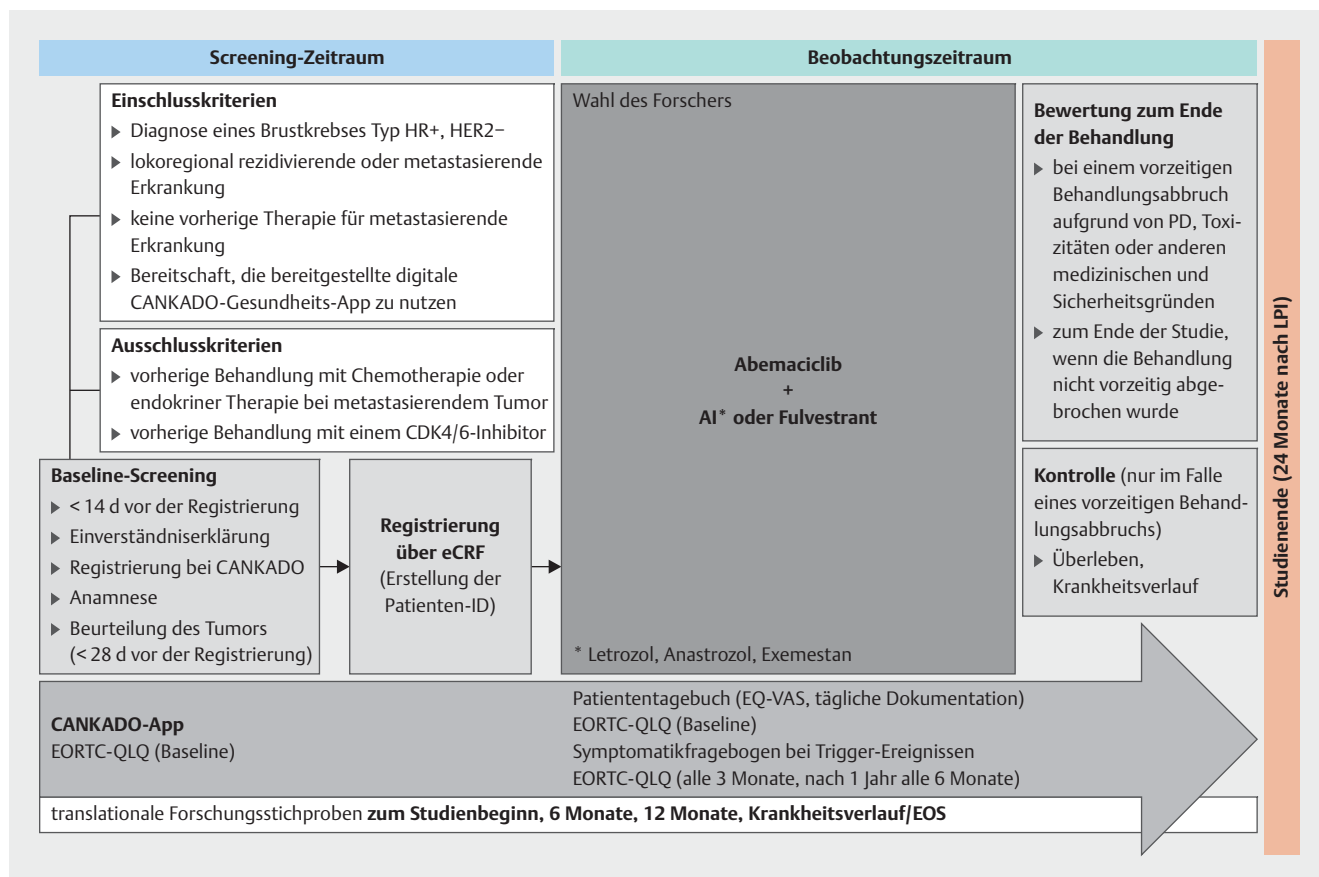 Screening-Zeitraum
Beobachtungszeitraum
Einschlusskriterien
▶ Diagnose eines Brustkrebses Typ HR+, HER2−
▶ lokoregional rezidivierende oder metastasierende
Erkrankung
▶ keine vorherige Therapie für metastasierende
Erkrankung
▶ Bereitschaft, die bereitgestellte digitale
CANKADO-Gesundheits-App zu nutzen
Ausschlusskriterien
▶ vorherige Behandlung mit Chemotherapie oder
endokriner Therapie bei metastasierendem Tumor
▶ vorherige Behandlung mit einem CDK4/6-Inhibitor
Baseline-Screening
▶ < 14 d vor der Registrierung
▶ Einverständniserklärung
▶ Registrierung bei CANKADO
▶ Anamnese
▶ Beurteilung des Tumors
(< 28 d vor der Registrierung)
Registrierung
über eCRF
(Erstellung der
Patienten-ID)
Wahl des Forschers
Abemaciclib
+
AI* oder Fulvestrant
* Letrozol, Anastrozol, Exemestan
Bewertung zum Ende
der Behandlung
▶ bei einem vorzeitigen
Behandlungsabbruch
aufgrund von PD, Toxi-
zitäten oder anderen
medizinischen und
Sicherheitsgründen
▶ zum Ende der Studie,
wenn die Behandlung
nicht vorzeitig abge-
brochen wurde
Kontrolle (nur im Falle
eines vorzeitigen Behand-
lungsabbruchs)
▶ Überleben,
Krankheitsverlauf
Studienende (24 Monate nach LPI)
CANKADO-App
EORTC-QLQ (Baseline)
Patiententagebuch (EQ-VAS, tägliche Dokumentation)
EORTC-QLQ (Baseline)
Symptomatikfragebogen bei Trigger-Ereignissen
EORTC-QLQ (alle 3 Monate, nach 1 Jahr alle 6 Monate)
translationale Forschungsstichproben zum Studienbeginn, 6 Monate, 12 Monate, Krankheitsverlauf/EOS